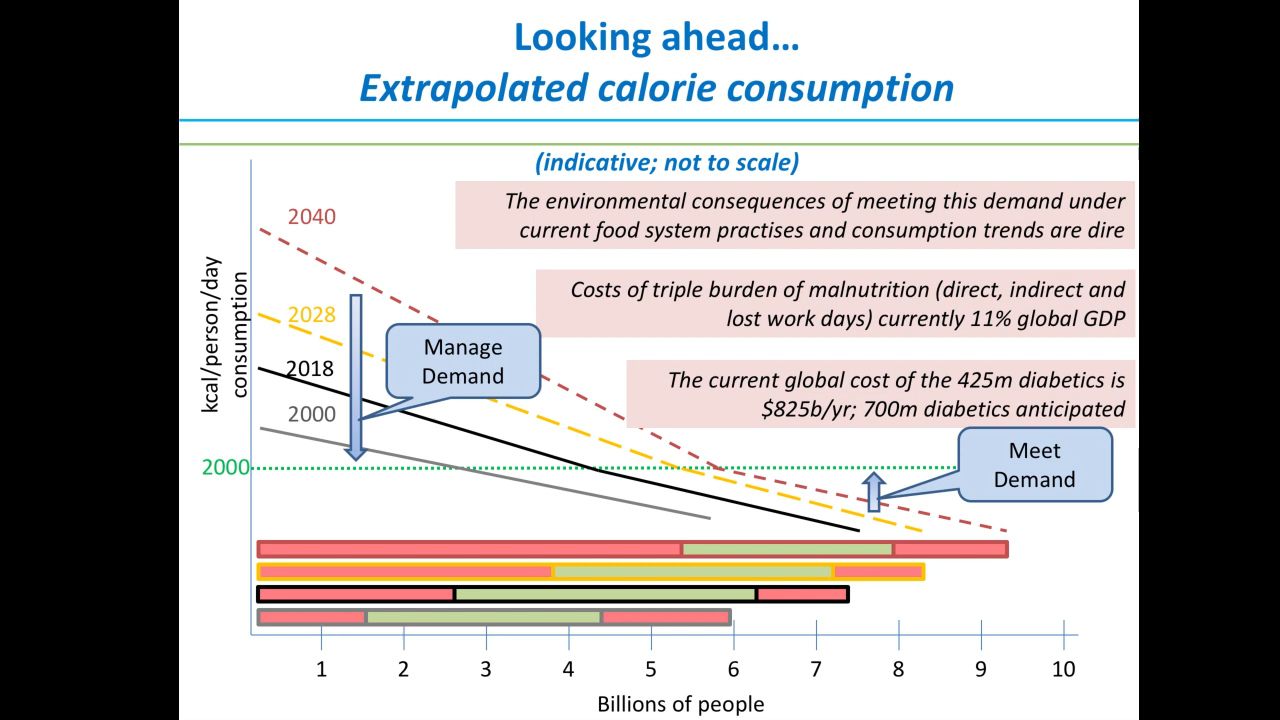 Looking ahead…
Extrapolated calorie consumption
(indicative; not to scale)
The environmental consequences of meeting this demand under
current food system practises and consumption trends are dire
Costs of triple burden of malnutrition (direct, indirect and
lost work days) currently 11% global GDP
The current global cost of the 425m diabetics is
$825b/yr; 700m diabetics anticipated
kcal/person/day
consumption
2040
2028
2018
2000
2000
Manage
Demand
Meet
Demand
1 2 3 4 5 6 7 8 9 10
Billions of people